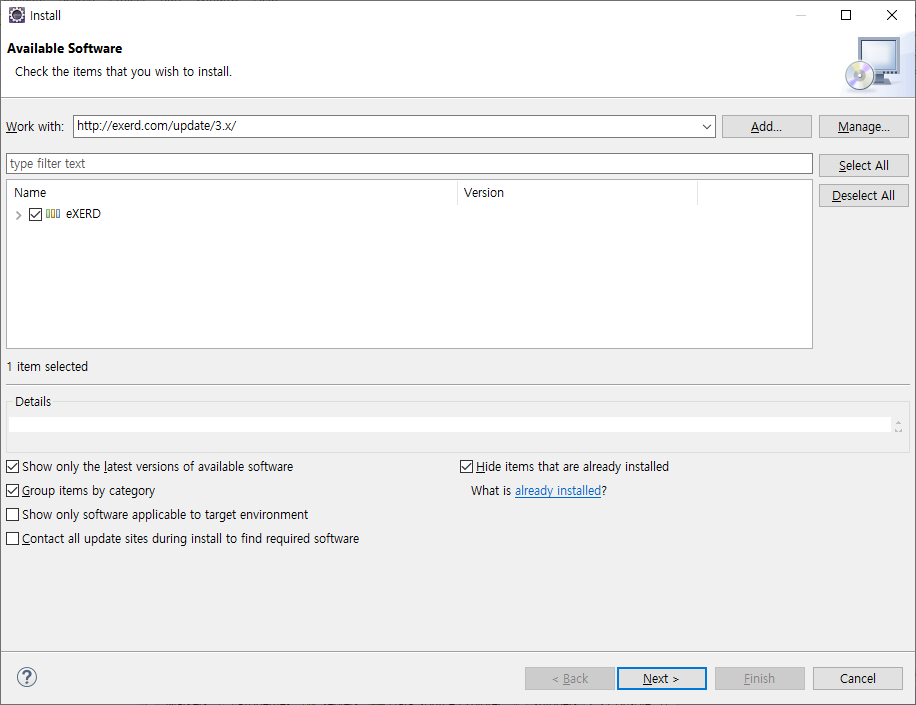 Install
Available Software
Check the items that you wish to install.
Work with: http://exerd.com/update/3.x/ Add... Manage...
type filter text Select All
Name Version Deselect All
eXERD
1 item selected
Details
Show only the latest versions of available software Hide items that are already installed
Group items by category What is already installed?
Show only software applicable to target environment
Contact all update sites during install to find required software
? < Back Next > Finish Cancel